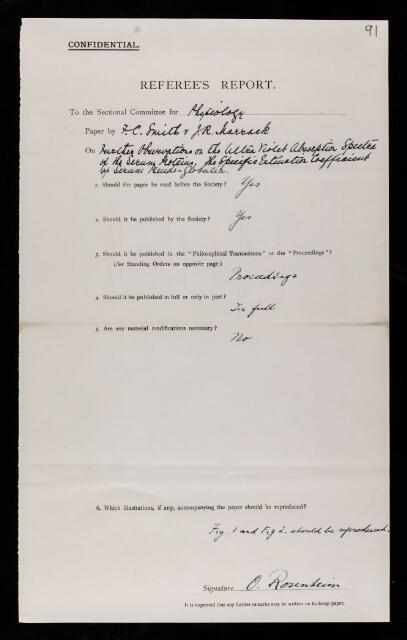 91
CONFIDENTIAL.
REFEREE'S REPORT.
To the Sectional Committee for Physiology
Paper by F. C. Smith & J. R. Marrack
On Further Observations on the Ultra Violet Absorption Spectra
of the Serum Proteins. The Specific Extinction Coefficient
of Serum Pseudo-Globulin.
1. Should the paper be read before the Society? Yes
2. Should it be published by the Society? Yes
3. Should it be published in the "Philosophical Transactions" or the "Proceedings"?
(See Standing Orders on opposite page.)
Proceedings
4. Should it be published in full or only in part?
In full
5. Are any material modifications necessary?
No
6. Which illustrations, if any, accompanying the paper should be reproduced?
Fig. 1 and Fig 2. should be reproduced.
Signature O. Rosenheim
It is requested that any further remarks may be written on foolscap paper.